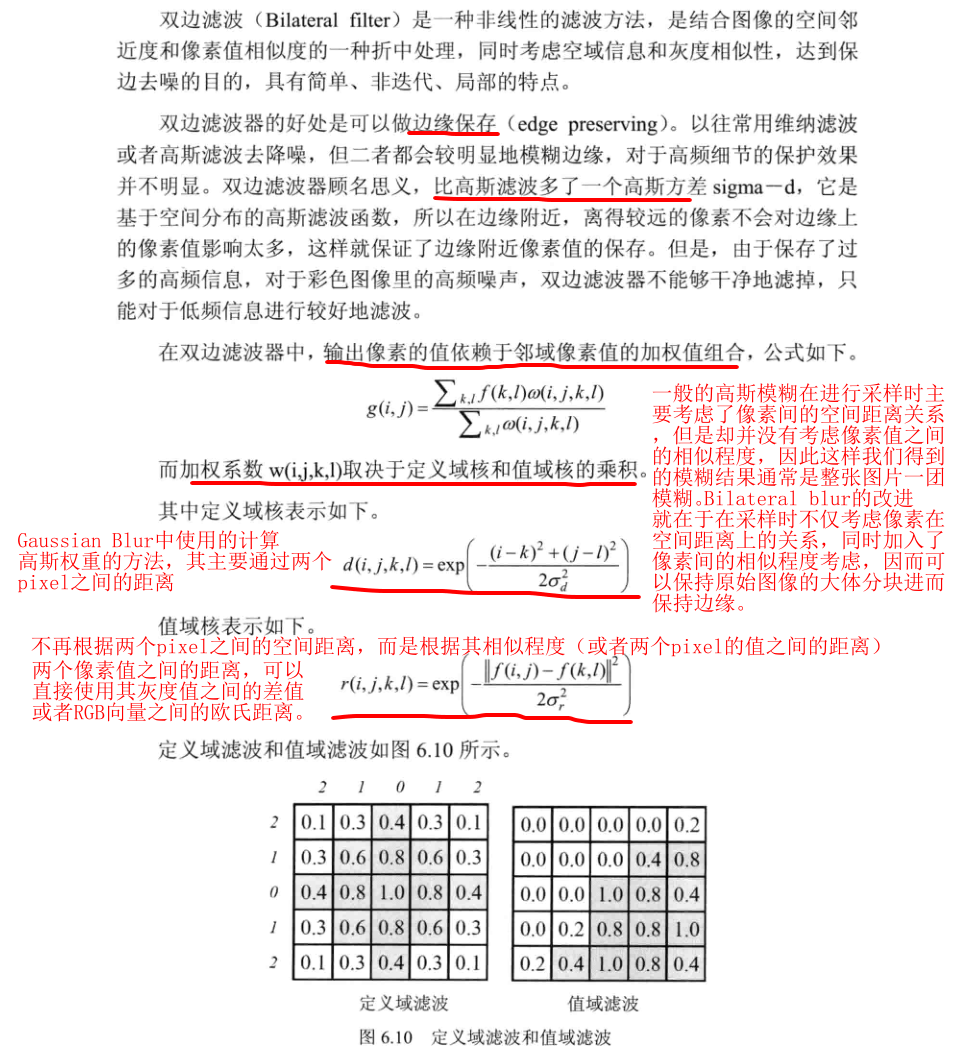 双边滤波（Bilateral filter）是一种非线性的滤波方法，是结合图像的空间邻
近度和像素值相似度的一种折中处理，同时考虑空域信息和灰度相似性，达到保
边去噪的目的，具有简单、非迭代、局部的特点。
双边滤波器的好处是可以做边缘保存（edge preserving）。以往常用维纳滤波
或者高斯滤波去降噪，但二者都会较明显地模糊边缘，对于高频细节的保护效果
并不明显。双边滤波器顾名思义，比高斯滤波多了一个高斯方差 sigma－d，它是
基于空间分布的高斯滤波函数，所以在边缘附近，离得较远的像素不会对边缘上
的像素值影响太多，这样就保证了边缘附近像素值的保存。但是，由于保存了过
多的高频信息，对于彩色图像里的高频噪声，双边滤波器不能够干净地滤掉，只
能对于低频信息进行较好地滤波。
在双边滤波器中，输出像素的值依赖于邻域像素值的加权值组合，公式如下。
g(i,j) = \frac{\sum_{k,l} f(k,l)ω(i,j,k,l)}{\sum_{k,l} ω(i,j,k,l)}
一般的高斯模糊在进行采样时主
要考虑了像素间的空间距离关系
，但是却并没有考虑像素值之间
的相似程度，因此这样我们得到
的模糊结果通常是整张图片一团
模糊。Bilateral blur的改进
就在于在采样时不仅考虑像素在
空间距离上的关系，同时加入了
像素间的相似程度考虑，因而可
以保持原始图像的大体分块进而
保持边缘。
而加权系数 w(i,j,k,l)取决于定义域核和值域核的乘积。
其中定义域核表示如下。
Gaussian Blur中使用的计算
高斯权重的方法，其主要通过两个
pixel之间的距离
d(i,j,k,l) = exp(-\frac{(i-k)^2+(j-l)^2}{2σ_d^2})
值域核表示如下。
不再根据两个pixel之间的空间距离，而是根据其相似程度（或者两个pixel的值之间的距离）
两个像素值之间的距离，可以
直接使用其灰度值之间的差值
或者RGB向量之间的欧氏距离。
r(i,j,k,l) = exp(-\frac{‖f(i,j)-f(k,l)‖^2}{2σ_r^2})
定义域滤波和值域滤波如图 6.10 所示。
2 1 0 1 2
2 0.1 0.3 0.4 0.3 0.1
1 0.3 0.6 0.8 0.6 0.3
0 0.4 0.8 1.0 0.8 0.4
1 0.3 0.6 0.8 0.6 0.3
2 0.1 0.3 0.4 0.3 0.1
定义域滤波
0.0 0.0 0.0 0.0 0.2
0.0 0.0 0.0 0.4 0.8
0.0 0.0 1.0 0.8 0.4
0.0 0.2 0.8 0.8 1.0
0.2 0.4 1.0 0.8 0.4
值域滤波
图 6.10 定义域滤波和值域滤波